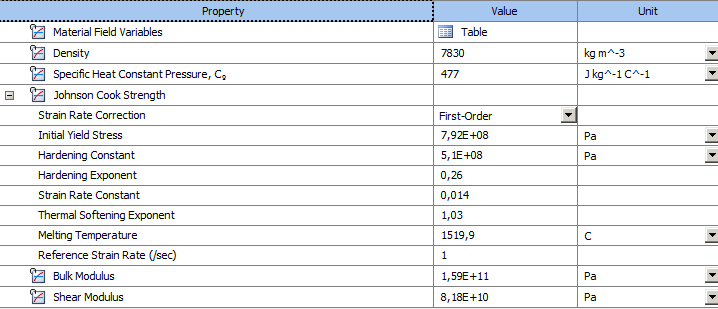 Property Value Unit
Material Field Variables Table
Density 7830 kg m^-3
Specific Heat Constant Pressure, Cₚ 477 J kg^-1 C^-1
Johnson Cook Strength
Strain Rate Correction First-Order
Initial Yield Stress 7,92E+08 Pa
Hardening Constant 5,1E+08 Pa
Hardening Exponent 0,26
Strain Rate Constant 0,014
Thermal Softening Exponent 1,03
Melting Temperature 1519,9 C
Reference Strain Rate (/sec) 1
Bulk Modulus 1,59E+11 Pa
Shear Modulus 8,18E+10 Pa